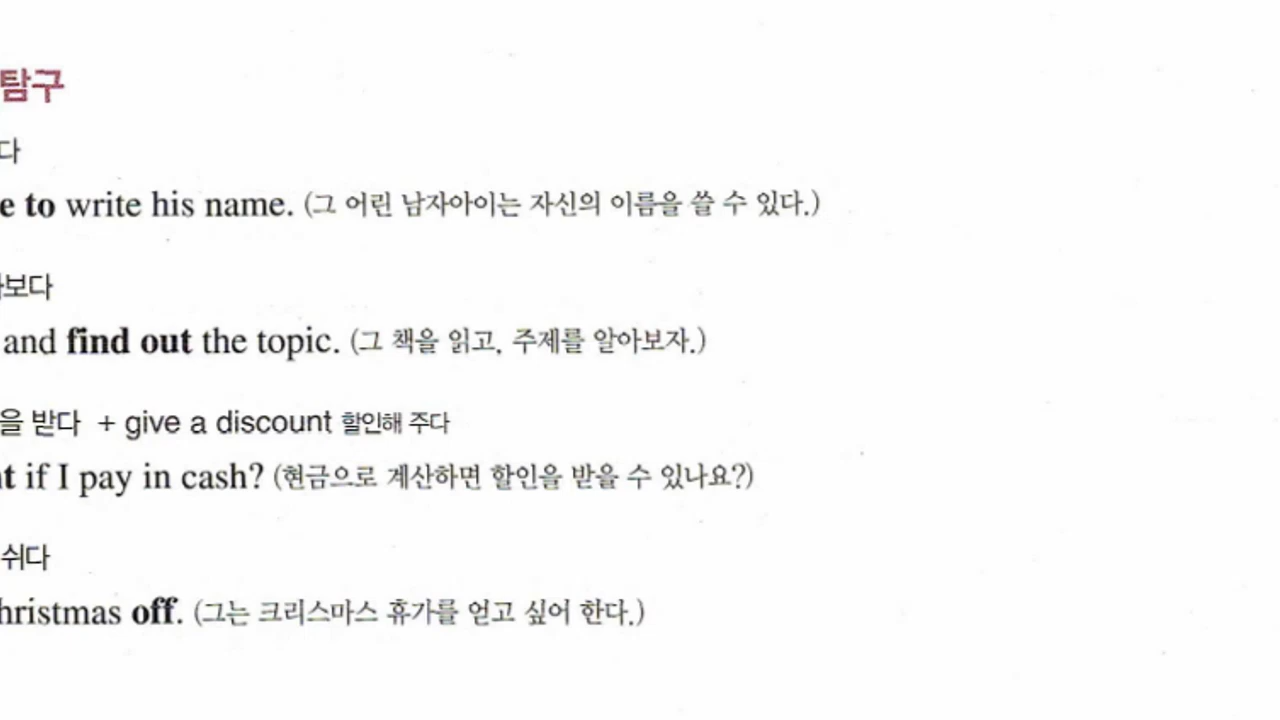 탐구
다
e to write his name. (그 어린 남자아이는 자신의 이름을 쓸 수 있다.)
보다
and find out the topic. (그 책을 읽고, 주제를 알아보자.)
을 받다 + give a discount 할인해 주다
t if I pay in cash? (현금으로 계산하면 할인을 받을 수 있나요?)
쉬다
hristmas off. (그는 크리스마스 휴가를 얻고 싶어 한다.)